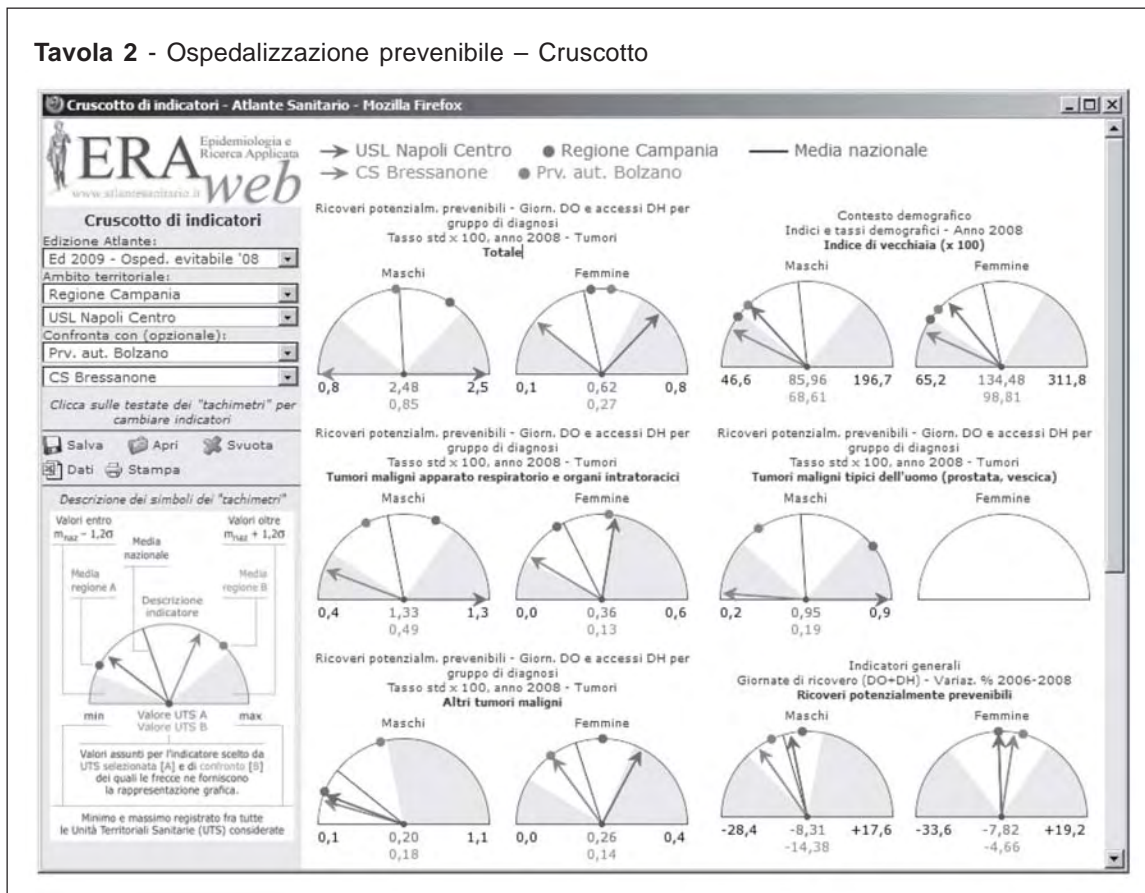 Tavola 2 - Ospedalizzazione prevenibile – Cruscotto
Cruscotto di indicatori - Atlante Sanitario - Mozilla Firefox
ERA Epidemiologia e
Ricerca Applicata
web
www.atlantesanitario.it
Cruscotto di indicatori
Edizione Atlante:
Ed 2009 - Osped. evitabile '08
Ambito territoriale:
Regione Campania
USL Napoli Centro
Confronta con (opzionale):
Prv. aut. Bolzano
CS Bressanone
Clicca sulle testate dei "tachimetri" per
cambiare indicatori
Salva Apri Svuota
Dati Stampa
Descrizione dei simboli dei "tachimetri"
Valori entro
mnaz − 1,2σ
Valori oltre
mnaz + 1,2σ
Media
nazionale
Media
regione A
Media
regione B
Descrizione
indicatore
min Valore UTS A max
Valore UTS B
Valori assunti per l'indicatore scelto da
UTS selezionata [A] e di confronto [B]
dei quali le frecce ne forniscono
la rappresentazione grafica.
Minimo e massimo registrato fra tutte
le Unità Territoriali Sanitarie (UTS) considerate
USL Napoli Centro Regione Campania Media nazionale
CS Bressanone Prv. aut. Bolzano
Ricoveri potenzialm. prevenibili - Giorn. DO e accessi DH per
gruppo di diagnosi
Tasso std x 100, anno 2008 - Tumori
Totale
Maschi Femmine
0,8 2,48 2,5 0,1 0,62 0,8
0,85 0,27
Contesto demografico
Indici e tassi demografici - Anno 2008
Indice di vecchiaia (x 100)
Maschi Femmine
46,6 85,96 196,7 65,2 134,48 311,8
68,61 98,81
Ricoveri potenzialm. prevenibili - Giorn. DO e accessi DH per
gruppo di diagnosi
Tasso std x 100, anno 2008 - Tumori
Tumori maligni apparato respiratorio e organi intratoracici
Maschi Femmine
0,4 1,33 1,3 0,0 0,36 0,6
0,49 0,13
Ricoveri potenzialm. prevenibili - Giorn. DO e accessi DH per
gruppo di diagnosi
Tasso std x 100, anno 2008 - Tumori
Tumori maligni tipici dell'uomo (prostata, vescica)
Maschi Femmine
0,2 0,95 0,9
0,19
Ricoveri potenzialm. prevenibili - Giorn. DO e accessi DH per
gruppo di diagnosi
Tasso std x 100, anno 2008 - Tumori
Altri tumori maligni
Maschi Femmine
0,1 0,20 1,1 0,0 0,26 0,4
0,18 0,14
Indicatori generali
Giornate di ricovero (DO+DH) - Variaz. % 2006-2008
Ricoveri potenzialmente prevenibili
Maschi Femmine
-28,4 -8,31 +17,6 -33,6 -7,82 +19,2
-14,38 -4,66